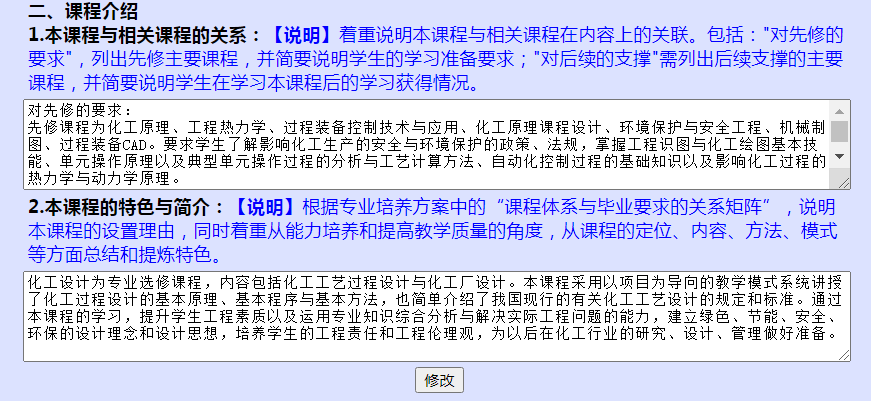 二、课程介绍
1.本课程与相关课程的关系：【说明】着重说明本课程与相关课程在内容上的关联。包括："对先修的
要求"，列出先修主要课程，并简要说明学生的学习准备要求；"对后续的支撑"需列出后续支撑的主要
课程，并简要说明学生在学习本课程后的学习获得情况。
对先修的要求：
先修课程为化工原理、工程热力学、过程装备控制技术与应用、化工原理课程设计、环境保护与安全工程、机械制
图、过程装备CAD。要求学生了解影响化工生产的安全与环境保护的政策、法规，掌握工程识图与化工绘图基本技
能、单元操作原理以及典型单元操作过程的分析与工艺计算方法、自动化控制过程的基础知识以及影响化工过程的
热力学与动力学原理。
2.本课程的特色与简介：【说明】根据专业培养方案中的“课程体系与毕业要求的关系矩阵”，说明
本课程的设置理由，同时着重从能力培养和提高教学质量的角度，从课程的定位、内容、方法、模式
等方面总结和提炼特色。
化工设计为专业选修课程，内容包括化工工艺过程设计与化工厂设计。本课程采用以项目为导向的教学模式系统讲授
了化工过程设计的基本原理、基本程序与基本方法，也简单介绍了我国现行的有关化工工艺设计的规定和标准。通过
本课程的学习，提升学生工程素质以及运用专业知识综合分析与解决实际工程问题的能力，建立绿色、节能、安全、
环保的设计理念和设计思想，培养学生的工程责任和工程伦理观，为以后在化工行业的研究、设计、管理做好准备。
修改